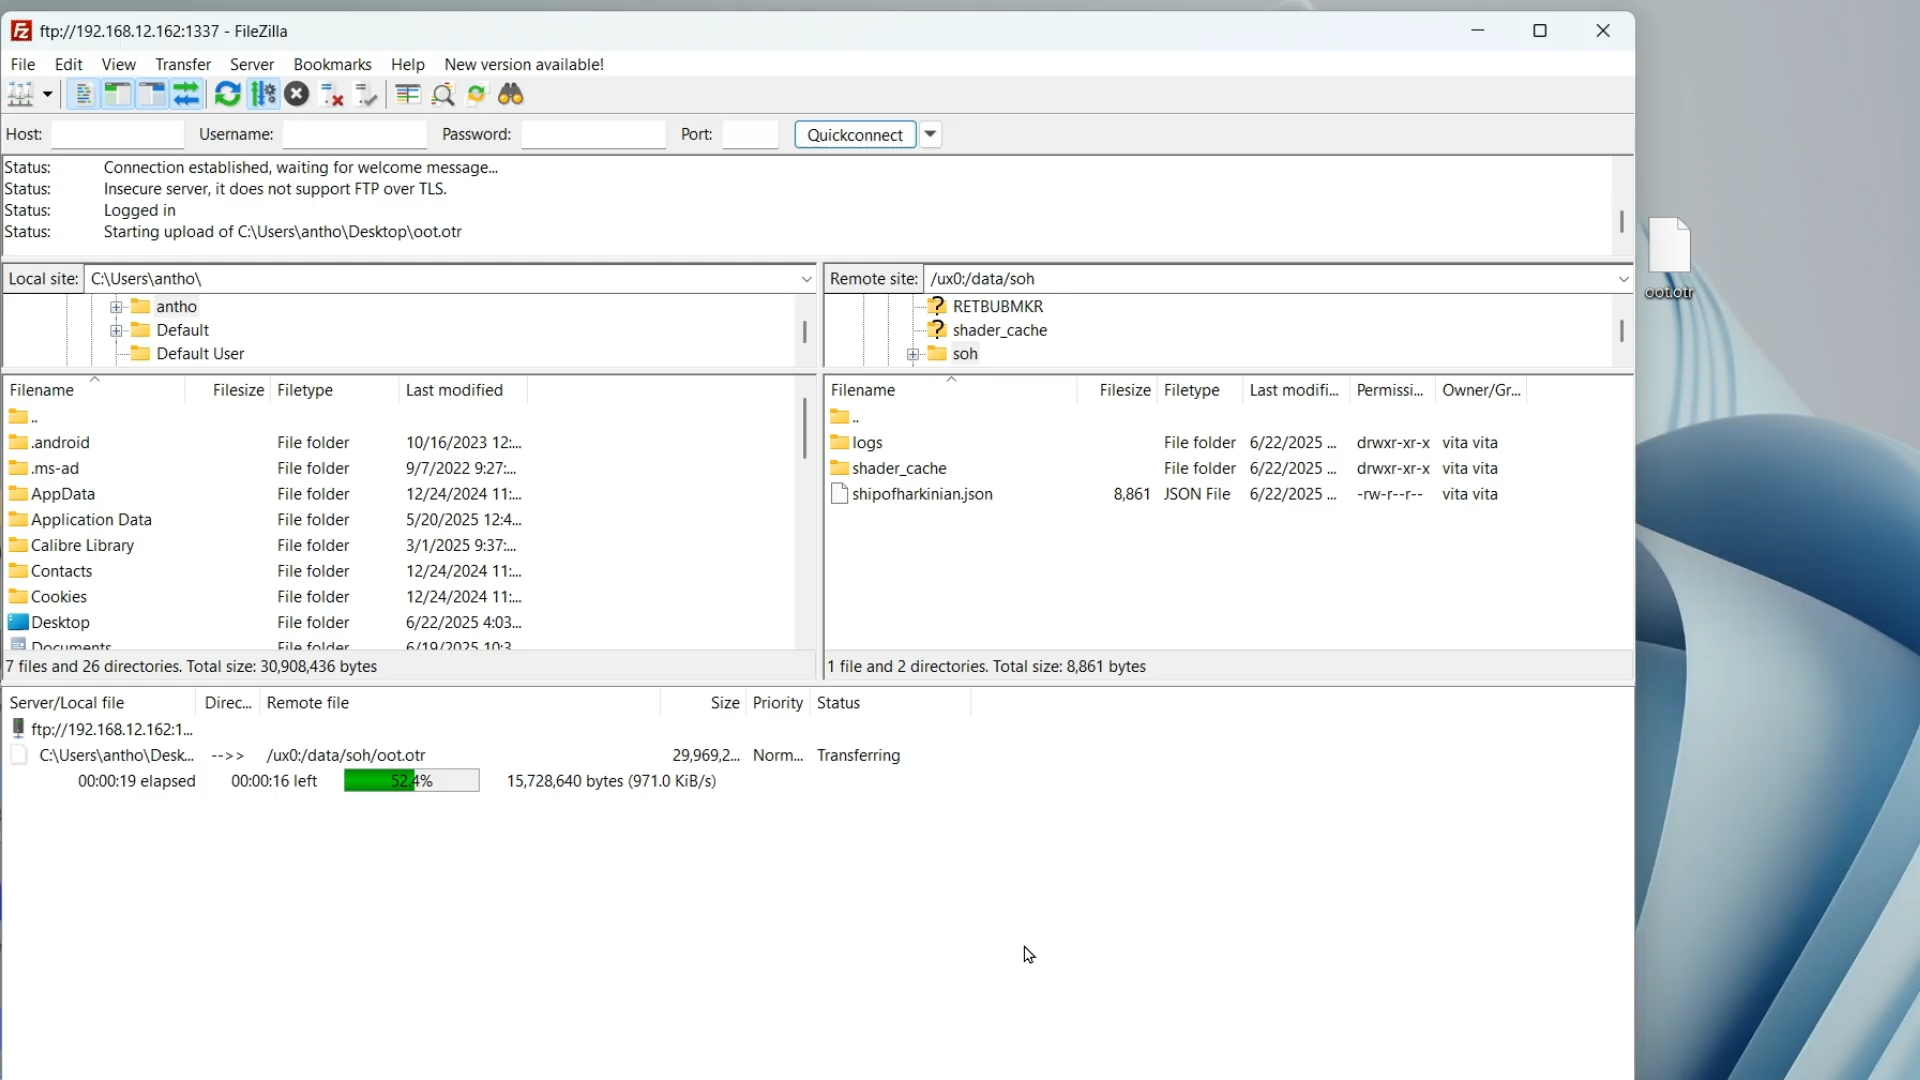 ftp://192.168.12.162:1337 - FileZilla
File Edit View Transfer Server Bookmarks Help New version available!
Host: Username: Password: Port: Quickconnect
Status: Connection established, waiting for welcome message...
Status: Insecure server, it does not support FTP over TLS.
Status: Logged in
Status: Starting upload of C:\Users\antho\Desktop\oot.otr
Local site: C:\Users\antho\
antho
Default
Default User
Filename Filesize Filetype Last modified
..
.android File folder 10/16/2023 12:...
.ms-ad File folder 9/7/2022 9:27:...
AppData File folder 12/24/2024 11:...
Application Data File folder 5/20/2025 12:4...
Calibre Library File folder 3/1/2025 9:37:...
Contacts File folder 12/24/2024 11:...
Cookies File folder 12/24/2024 11:...
Desktop File folder 6/22/2025 4:03...
Documents File folder 6/19/2025 10:3...
7 files and 26 directories. Total size: 30,908,436 bytes
Remote site: /ux0:/data/soh
RETBUBMKR
shader_cache
soh
Filename Filesize Filetype Last modifi... Permissi... Owner/Gr...
..
logs File folder 6/22/2025 ... drwxr-xr-x vita vita
shader_cache File folder 6/22/2025 ... drwxr-xr-x vita vita
shipofharkinian.json 8,861 JSON File 6/22/2025 ... -rw-r--r-- vita vita
1 file and 2 directories. Total size: 8,861 bytes
Server/Local file Direc... Remote file Size Priority Status
ftp://192.168.12.162:1...
C:\Users\antho\Desk... -->> /ux0:/data/soh/oot.otr 29,969,2... Norm... Transferring
00:00:19 elapsed 00:00:16 left 52.4% 15,728,640 bytes (971.0 KiB/s)
oot.otr